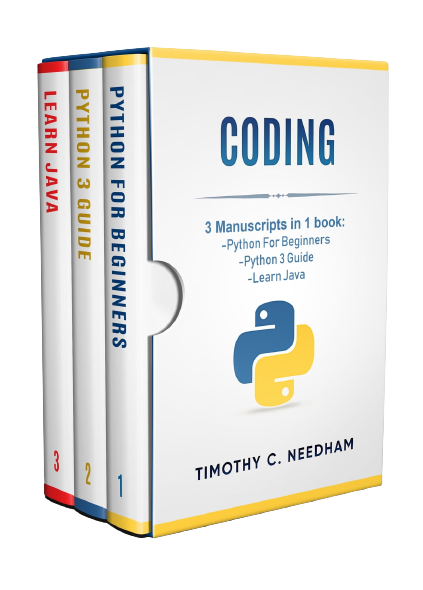 LEARN JAVA
3
PYTHON 3 GUIDE
2
PYTHON FOR BEGINNERS
1
CODING
3 Manuscripts in 1 book:
-Python For Beginners
-Python 3 Guide
-Learn Java
TIMOTHY C. NEEDHAM